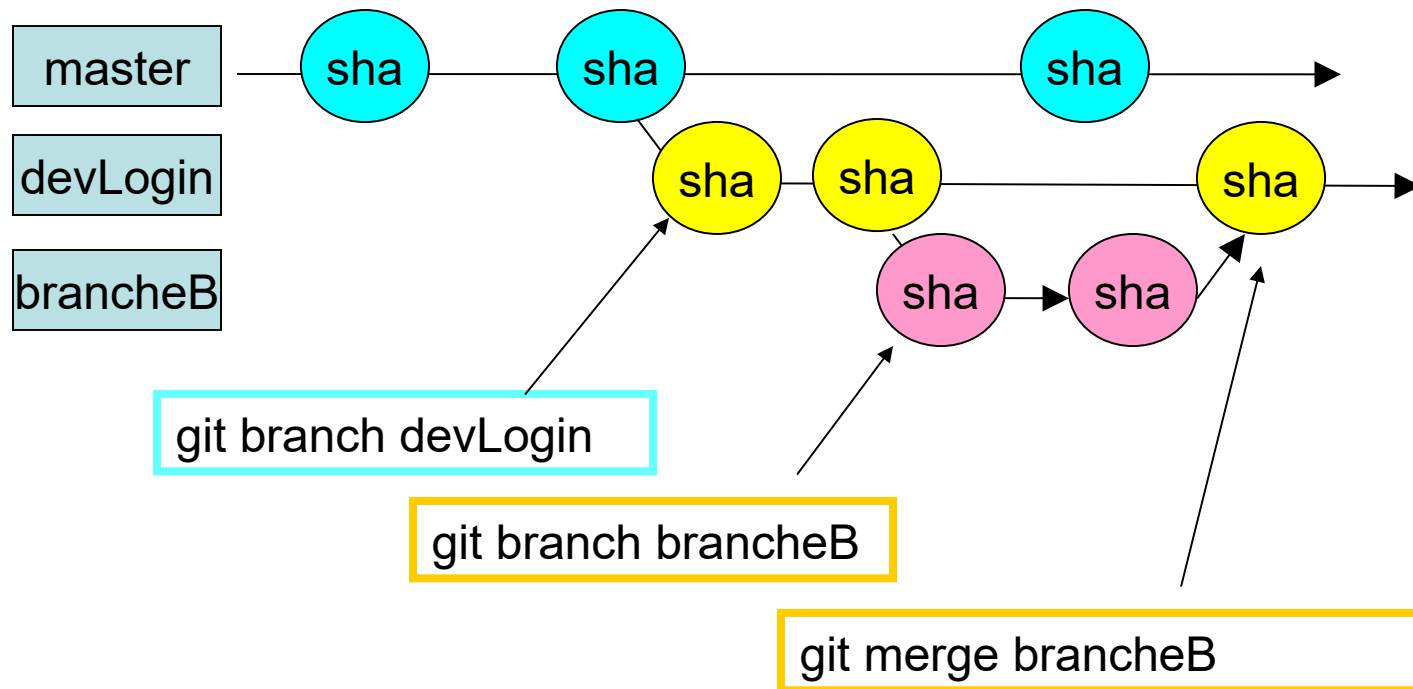 master
sha
sha
sha
devLogin
sha
sha
sha
brancheB
sha
sha
git branch devLogin
git branch brancheB
git merge brancheB